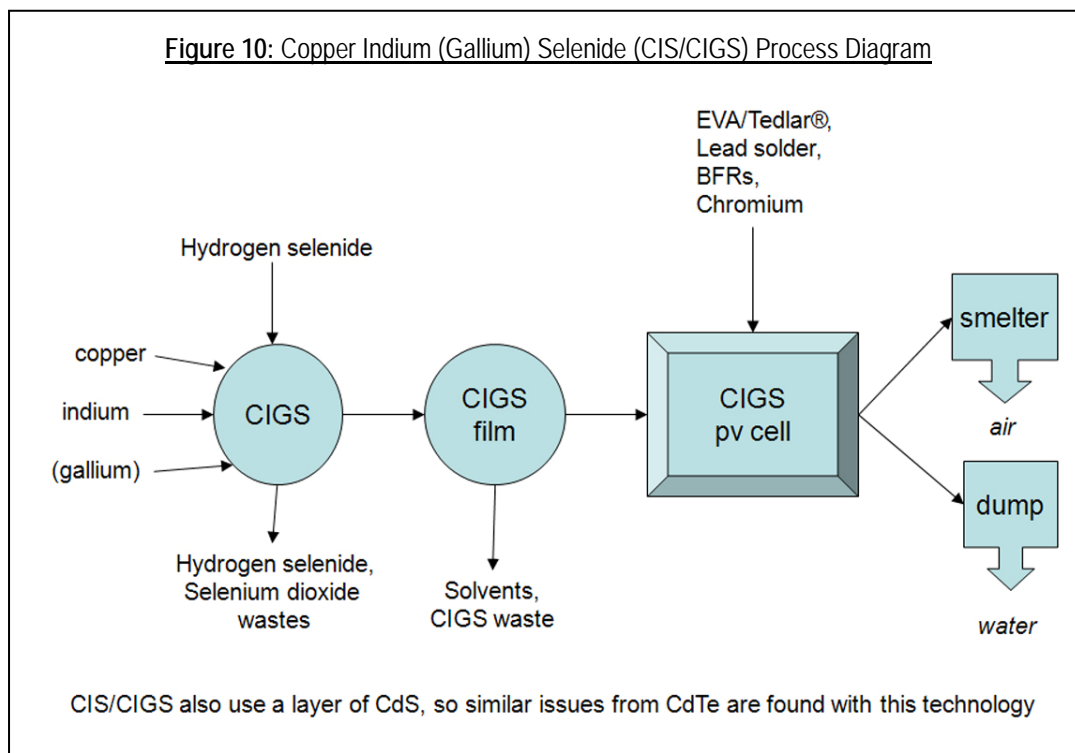 Figure 10: Copper Indium (Gallium) Selenide (CIS/CIGS) Process Diagram
EVA/Tedlar®,
Lead solder,
BFRs,
Chromium
Hydrogen selenide
copper
indium
(gallium)
CIGS
CIGS
film
CIGS
pv cell
smelter
air
dump
water
Hydrogen selenide,
Selenium dioxide
wastes
Solvents,
CIGS waste
CIS/CIGS also use a layer of CdS, so similar issues from CdTe are found with this technology